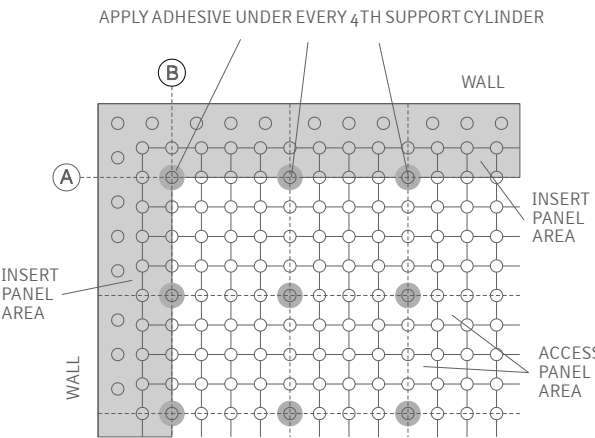 APPLY ADHESIVE UNDER EVERY 4TH SUPPORT CYLINDER
B
WALL
A
INSERT
PANEL
AREA
INSERT
PANEL
AREA
WALL
ACCESS
PANEL
AREA